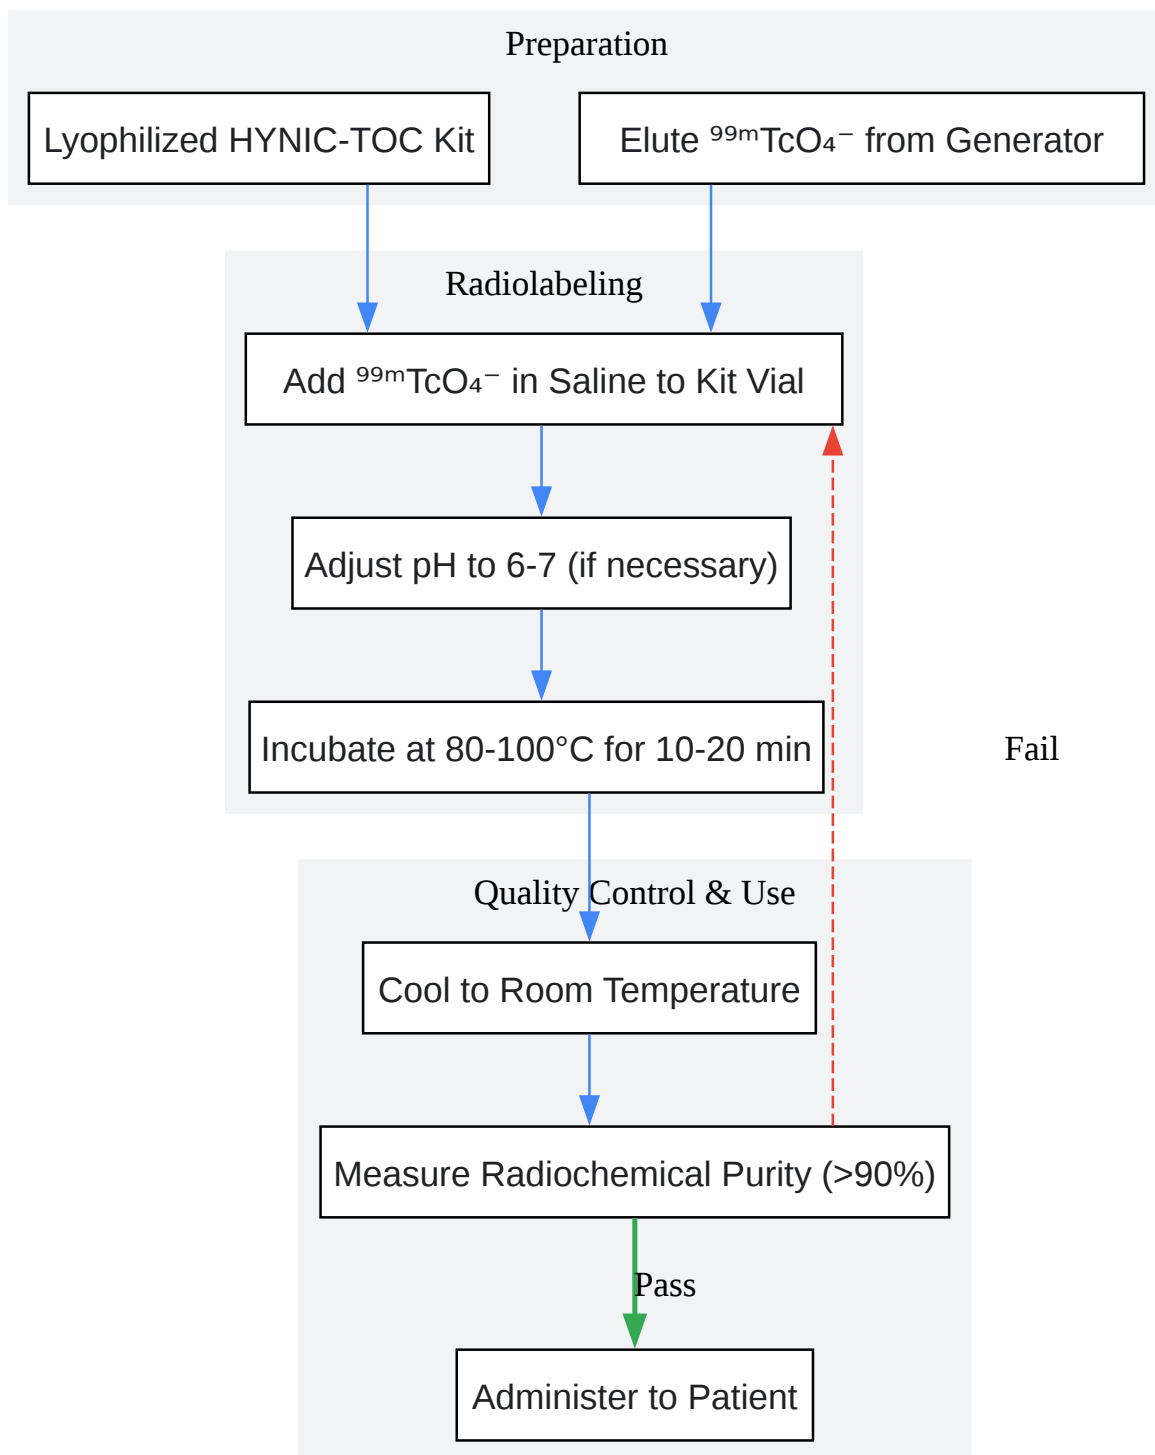 Preparation
Lyophilized HYNIC-TOC Kit
Elute ⁹⁹ᵐTcO₄⁻ from Generator
Radiolabeling
Add ⁹⁹ᵐTcO₄⁻ in Saline to Kit Vial
Adjust pH to 6-7 (if necessary)
Incubate at 80-100°C for 10-20 min
Fail
Quality Control & Use
Cool to Room Temperature
Measure Radiochemical Purity (>90%)
Pass
Administer to Patient